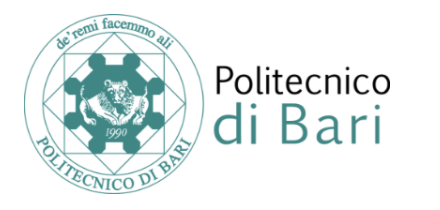 de' remi facemmo ali
1990
POLITECNICO DI BARI
Politecnico
di Bari